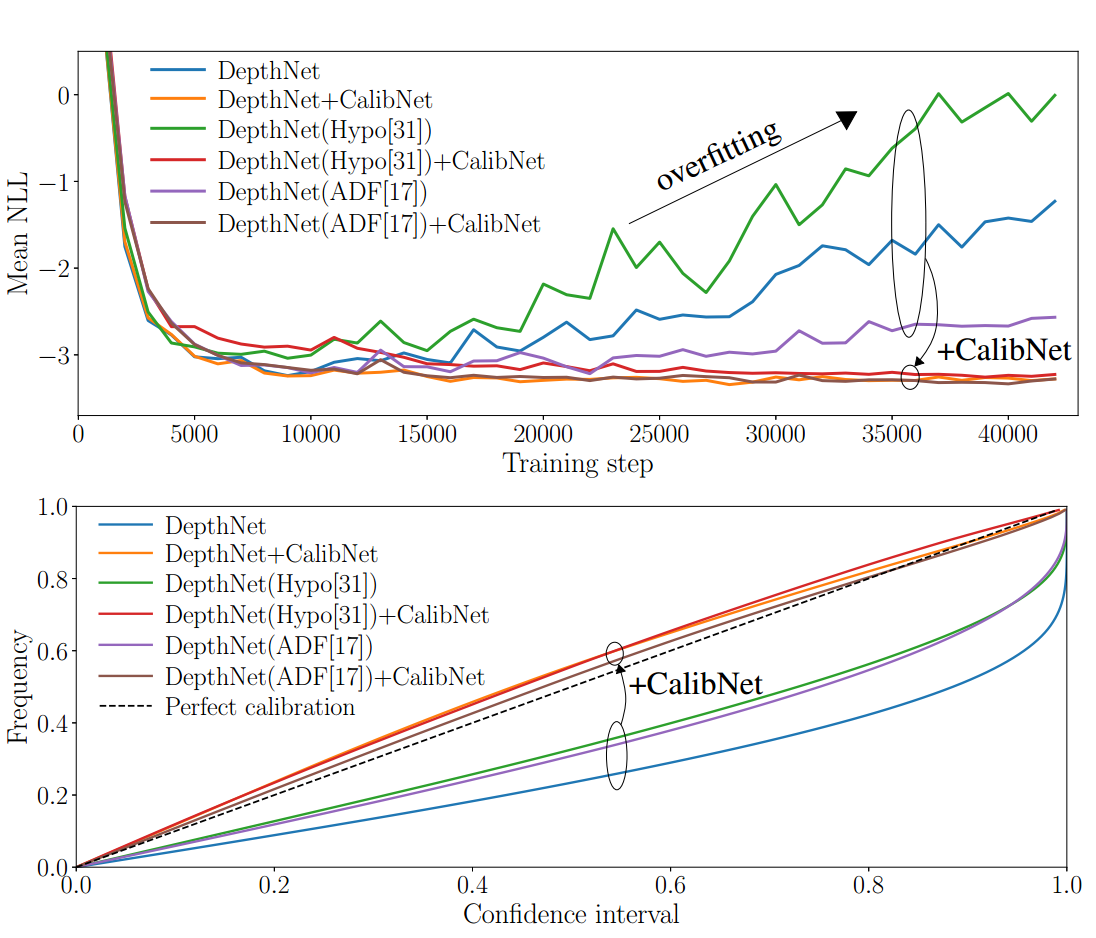 DepthNet
DepthNet+CalibNet
DepthNet(Hypo[31])
DepthNet(Hypo[31])+CalibNet
DepthNet(ADF[17])
DepthNet(ADF[17])+CalibNet
overfitting
+CalibNet
Mean NLL
0
−1
−2
−3
0 5000 10000 15000 20000 25000 30000 35000 40000
Training step
DepthNet
DepthNet+CalibNet
DepthNet(Hypo[31])
DepthNet(Hypo[31])+CalibNet
DepthNet(ADF[17])
DepthNet(ADF[17])+CalibNet
Perfect calibration
+CalibNet
Frequency
1.0
0.8
0.6
0.4
0.2
0.0
0.0 0.2 0.4 0.6 0.8 1.0
Confidence interval